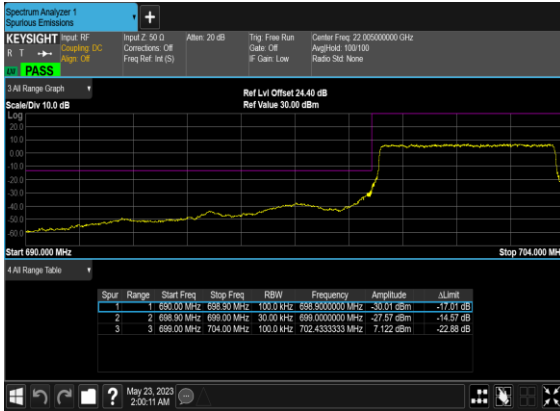 Spectrum Analyzer 1
Spurious Emissions
+
KEYSIGHT Input: RF Input Z: 50 Ω Atten: 20 dB Trig: Free Run Center Freq: 22.005000000 GHz
R T Coupling: DC Corrections: Off Gate: Off Avg|Hold: 100/100
Align: Off Freq Ref: Int (S) IF Gain: Low Radio Std: None
PASS
3 All Range Graph
Ref Lvl Offset 24.40 dB
Scale/Div 10.0 dB Ref Value 30.00 dBm
Log
20.0
10.0
0.00
-10.0
-20.0
-30.0
-40.0
-50.0
-60.0
Start 690.000 MHz Stop 704.000 MH
4 All Range Table
Spur Range Start Freq Stop Freq RBW Frequency Amplitude ΔLimit
1 1 690.00 MHz 698.90 MHz 100.0 kHz 698.9000000 MHz -30.01 dBm -17.01 dB
2 2 698.90 MHz 699.00 MHz 30.00 kHz 699.0000000 MHz -27.57 dBm -14.57 dB
3 3 699.00 MHz 704.00 MHz 100.0 kHz 702.4333333 MHz 7.122 dBm -22.88 dB
? May 23, 2023
2:00:11 AM